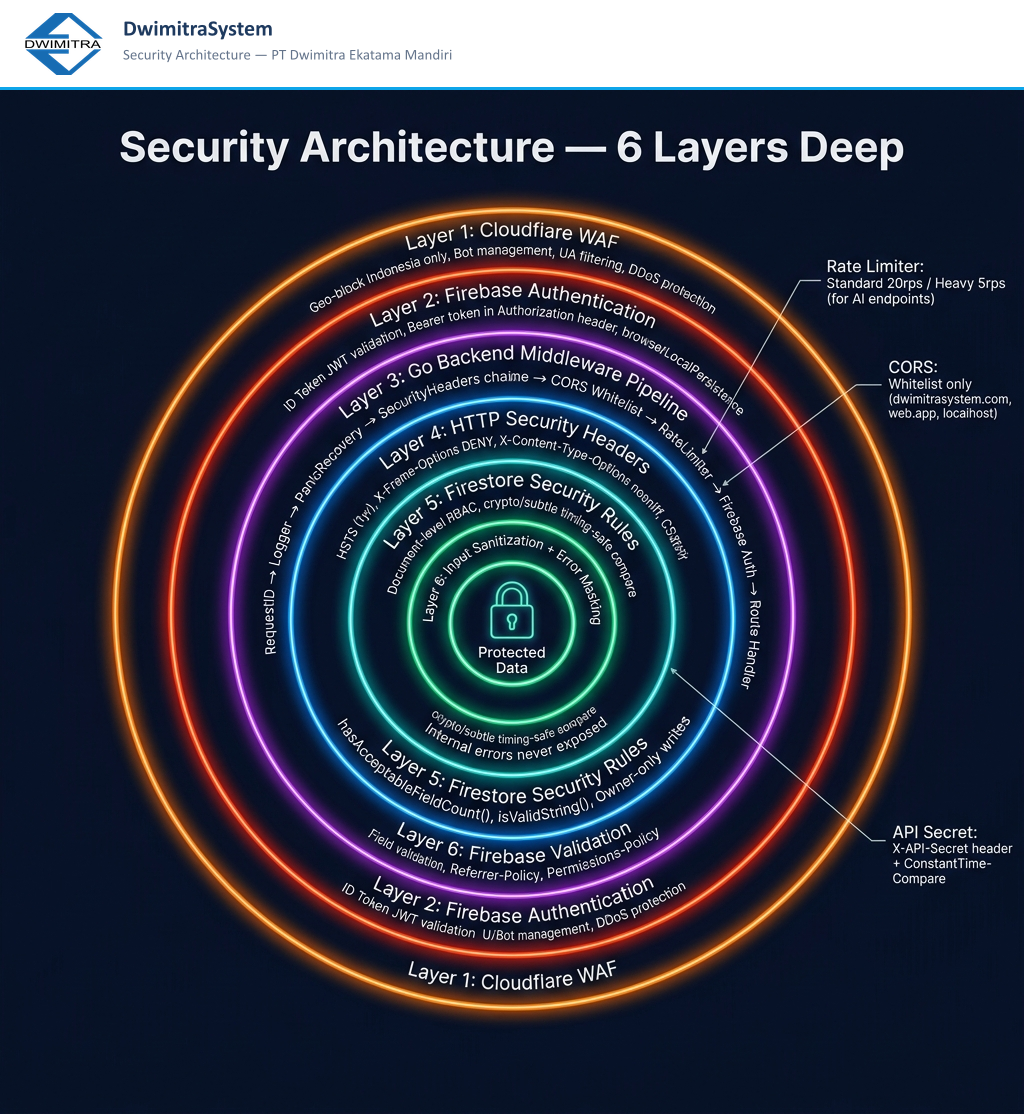 DWIMITRA
DwimitraSystem
Security Architecture — PT Dwimitra Ekatama Mandiri
Security Architecture — 6 Layers Deep
Layer 1: Cloudflare WAF
Geo-block Indonesia only, Bot management, UA filtering, DDoS protection
Layer 2: Firebase Authentication
ID Token JWT validation, Bearer token in Authorization header, browserLocalPersistence
Layer 3: Go Backend Middleware Pipeline
RequestID → Logger → PanicRecovery → SecurityHeaders chaime → CORS Whitelist → RateLimiter → Firebase Auth → Route Handler
Layer 4: HTTP Security Headers
HSTS (1yr), X-Frame-Options DENY, X-Content-Type-Options
Layer 5: Firestore Security Rules
Document-level RBAC, crypto/subtle timing-safe compare
Layer 6: Input Sanitization + Error Masking
Protected
Data
crypto/subtle timing-safe compare
Internal errors never exposed
Layer 5: Firestore Security Rules
hasAcceptableFieldCount(), isValidString(), Owner-only writes
Layer 6: Firebase Validation
Field validation, Referrer-Policy, Permissions-Policy
Layer 2: Firebase Authentication
ID Token JWT validation U/Bot management, DDoS protection
Layer 1: Cloudflare WAF
Rate Limiter:
Standard 20rps / Heavy 5rps
(for AI endpoints)
CORS:
Whitelist only
(dwimitrasystem.com,
web.app, localhost)
API Secret:
X-API-Secret header
+ ConstantTime-
Compare